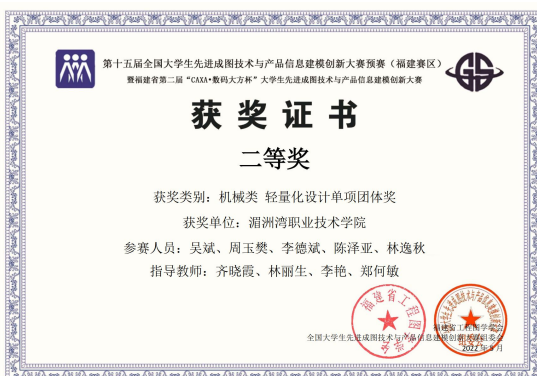 第十五届全国大学生先进成图技术与产品信息建模创新大赛预赛（福建赛区）
暨福建省第二届“CAXA·数码大方杯”大学生先进成图技术与产品信息建模创新大赛
获奖证书
二等奖
获奖类别：机械类 轻量化设计单项团体奖
获奖单位：湄洲湾职业技术学院
参赛人员：吴斌、周玉樊、李德斌、陈泽亚、林逸秋
指导教师：齐晓霞、林丽生、李艳、郑何敏
福建省工程图学学会
全国大学生先进成图技术与产品信息建模创新大赛组委会
2022 年 月